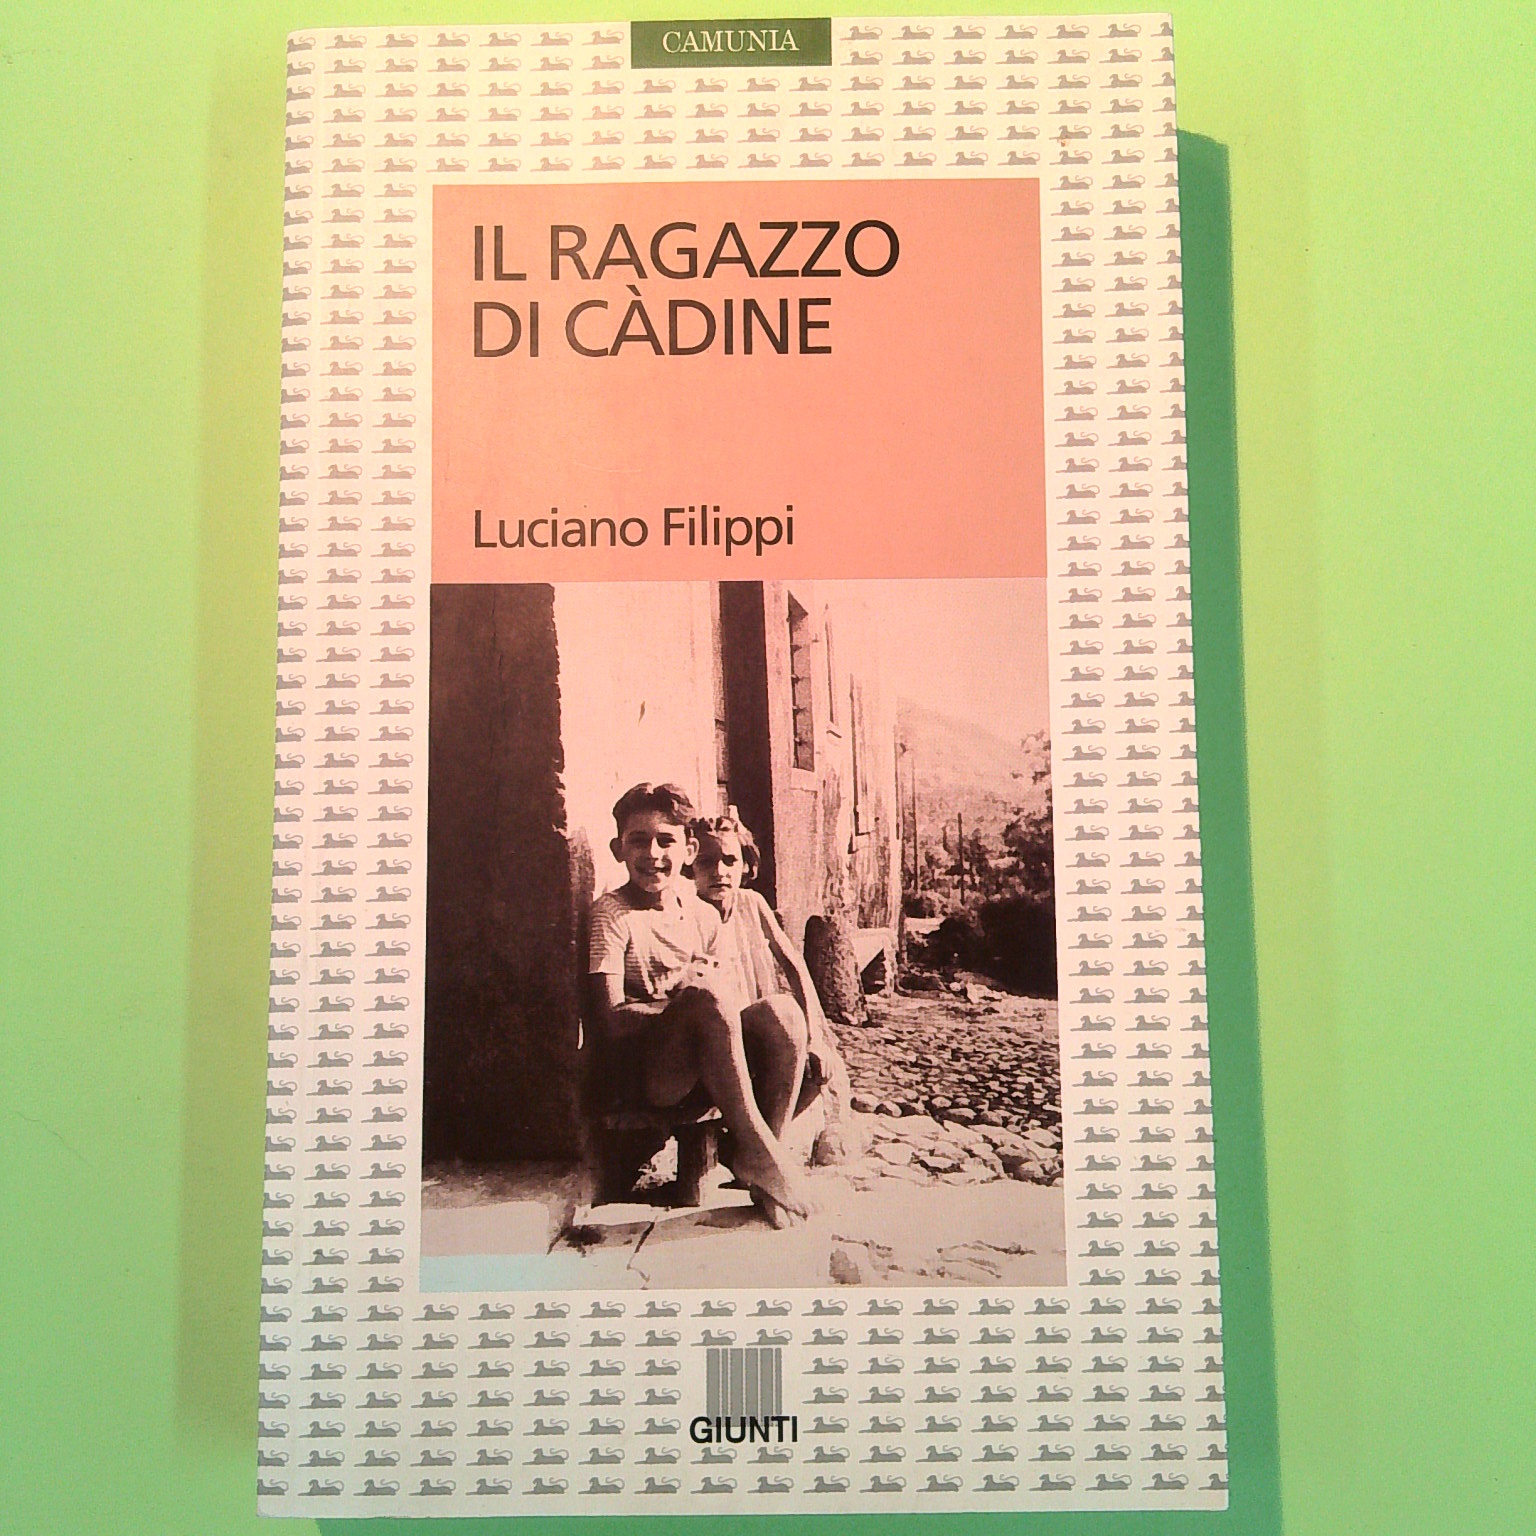 CAMUNIA
IL RAGAZZO
DI CÀDINE
Luciano Filippi
GIUNTI